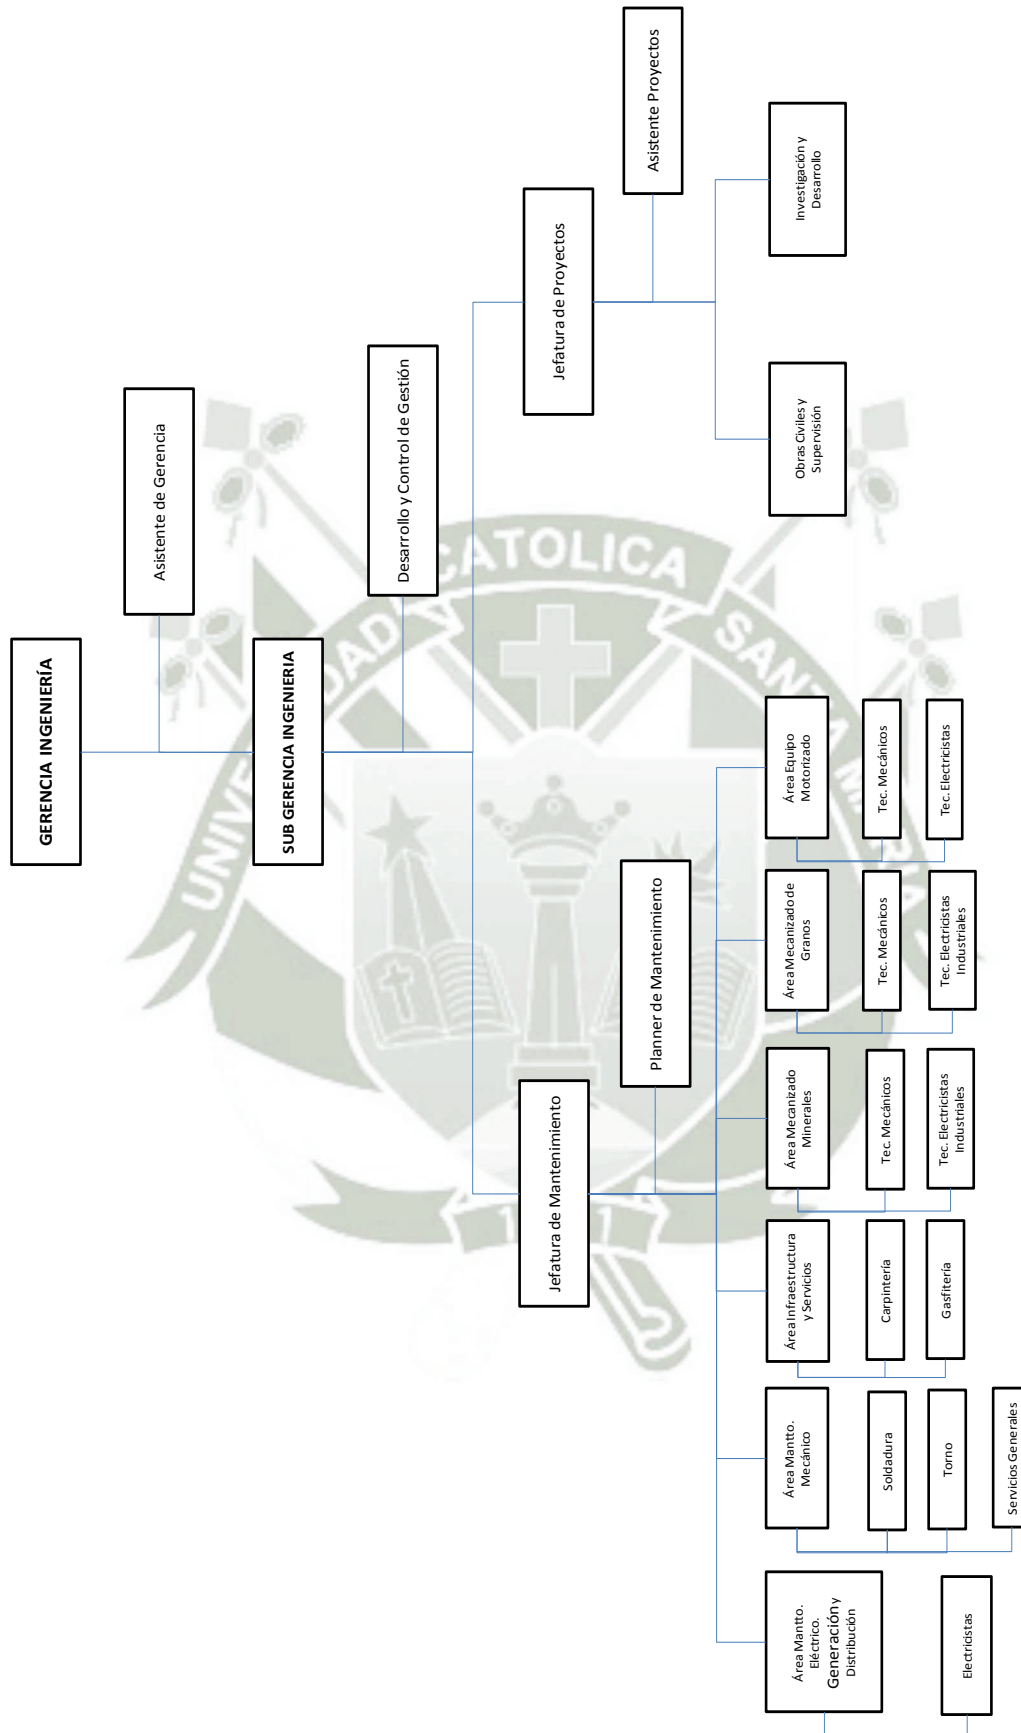 GERENCIA INGENIERÍA
Asistente de Gerencia
SUB GERENCIA INGENIERIA
Desarrollo y Control de Gestión
Jefatura de Mantenimiento
Jefatura de Proyectos
Planner de Mantenimiento
Asistente Proyectos
Área Mantto.
Eléctrico.
Generación y
Distribución
Área Mantto.
Mecánico
Área Infraestructura
y Servicios
Área Mecanizado
Minerales
Área Mecanizado de
Granos
Área Equipo
Motorizado
Obras Civiles y
Supervisión
Investigación y
Desarrollo
Soldadura
Carpintería
Tec. Mecánicos
Tec. Mecánicos
Tec. Mecánicos
Electricistas
Torno
Gasfitería
Tec. Electricistas
Industriales
Tec. Electricistas
Industriales
Tec. Electricistas
Servicios Generales
UNIVERSIDAD CATOLICA SANTA MARIA